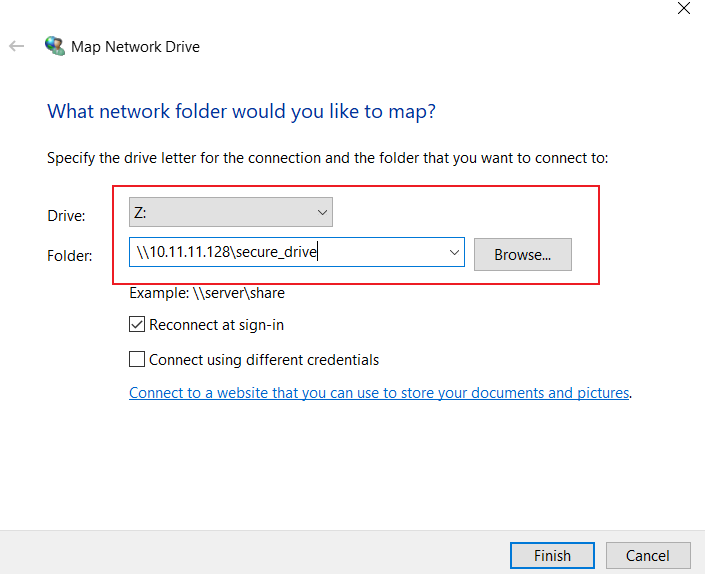 Map Network Drive
What network folder would you like to map?
Specify the drive letter for the connection and the folder that you want to connect to:
Drive: Z:
Folder: \\10.11.11.128\secure_drive Browse...
Example: \\server\share
Reconnect at sign-in
Connect using different credentials
Connect to a website that you can use to store your documents and pictures.
Finish Cancel